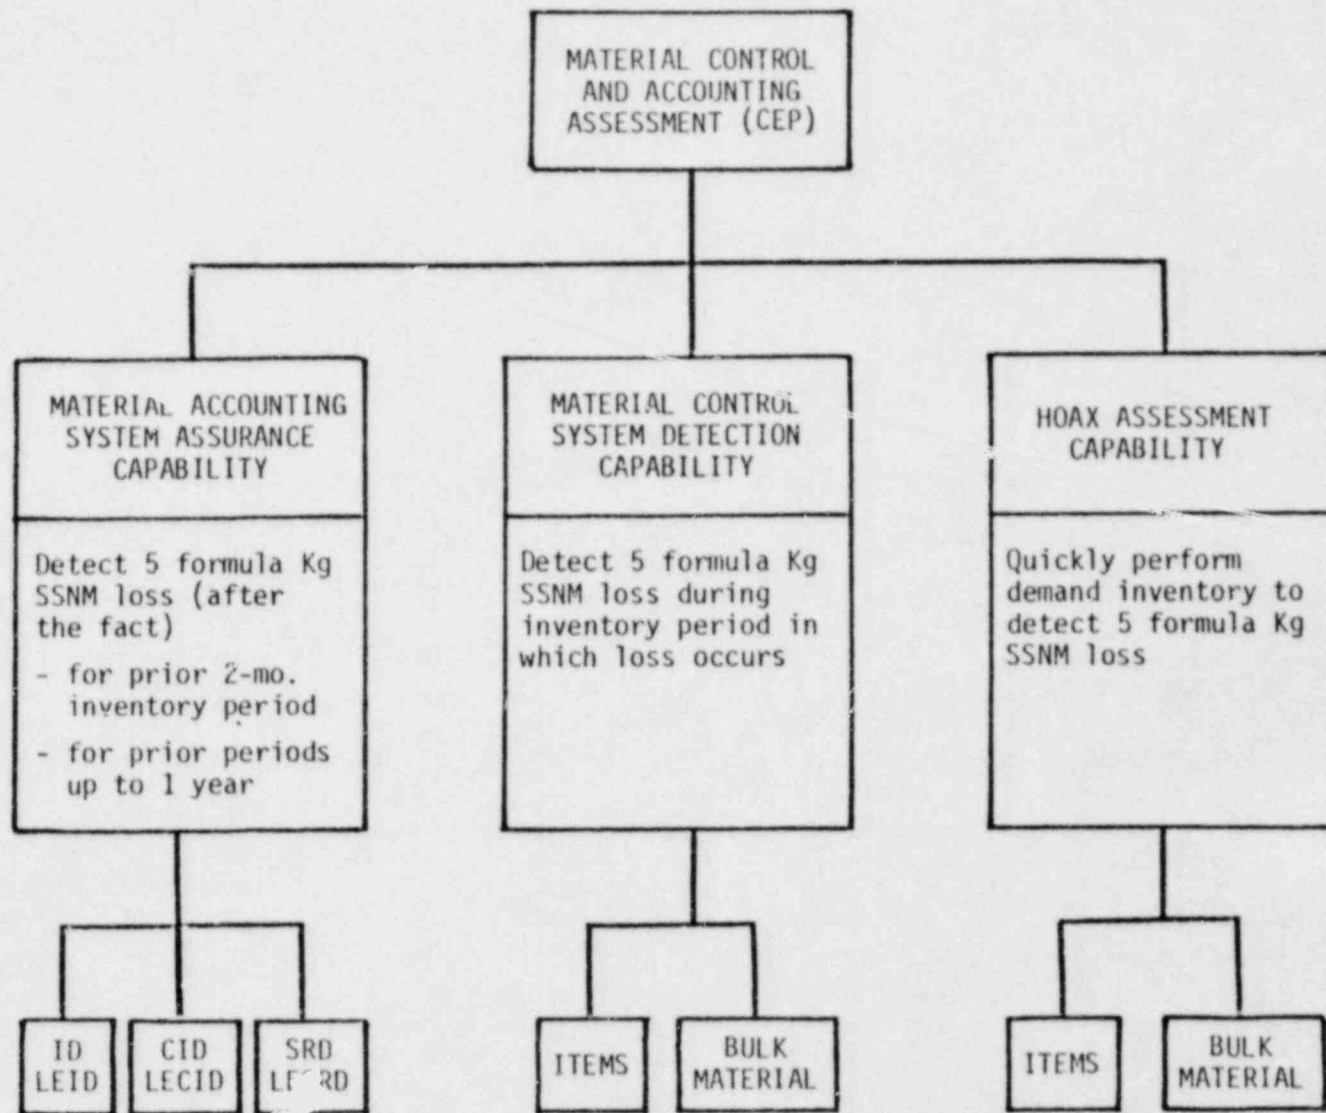 MATERIAL CONTROL
AND ACCOUNTING
ASSESSMENT (CEP)
MATERIAL ACCOUNTING
SYSTEM ASSURANCE
CAPABILITY
Detect 5 formula Kg
SSNM loss (after
the fact)
- for prior 2-mo.
inventory period
- for prior periods
up to 1 year
ID
LEID
CID
LECID
SRD
MATERIAL CONTROL
SYSTEM DETECTION
CAPABILITY
Detect 5 formula Kg
SSNM loss during
inventory period in
which loss occurs
ITEMS
BULK
MATERIAL
HOAX ASSESSMENT
CAPABILITY
Quickly perform
demand inventory to
detect 5 formula Kg
SSNM loss
ITEMS
BULK
MATERIAL